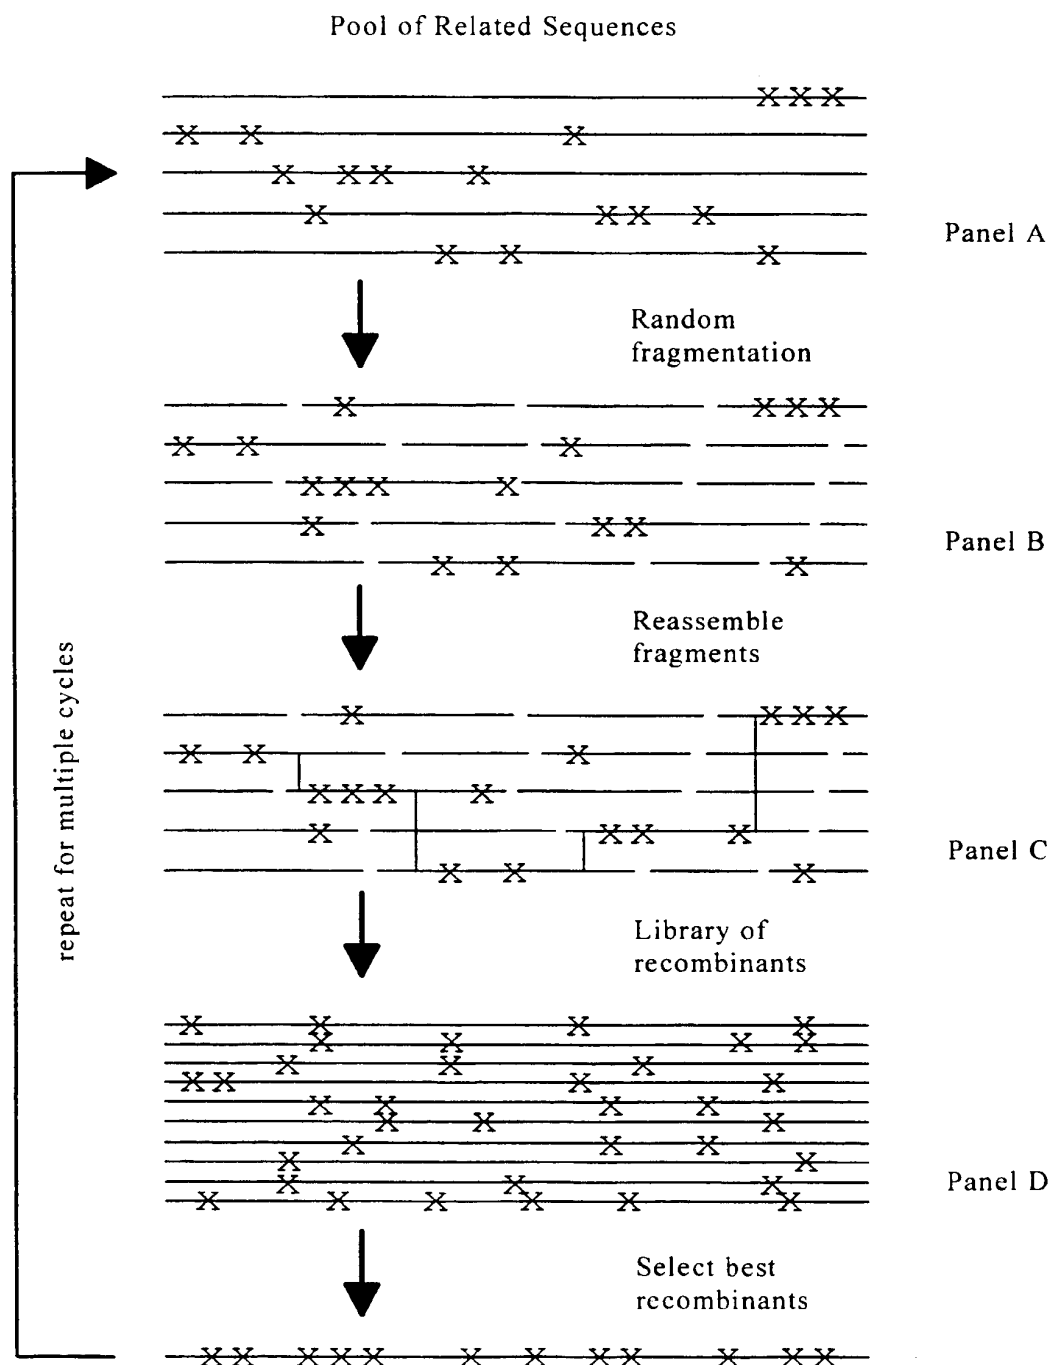 Pool of Related Sequences
Panel A
Random
fragmentation
Panel B
Reassemble
fragments
repeat for multiple cycles
Panel C
Library of
recombinants
Panel D
Select best
recombinants